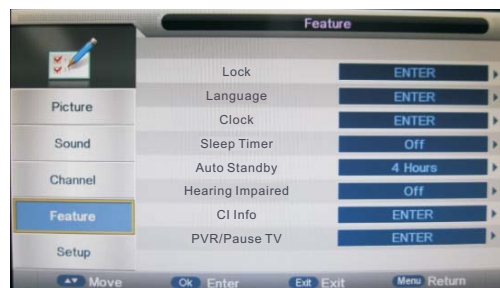 Feature
Lock ENTER
Language ENTER
Clock ENTER
Sleep Timer Off
Auto Standby 4 Hours
Hearing Impaired Off
CI Info ENTER
PVR/Pause TV ENTER
Picture
Sound
Channel
Feature
Setup
Move Ok Enter Exit Exit Menu Return